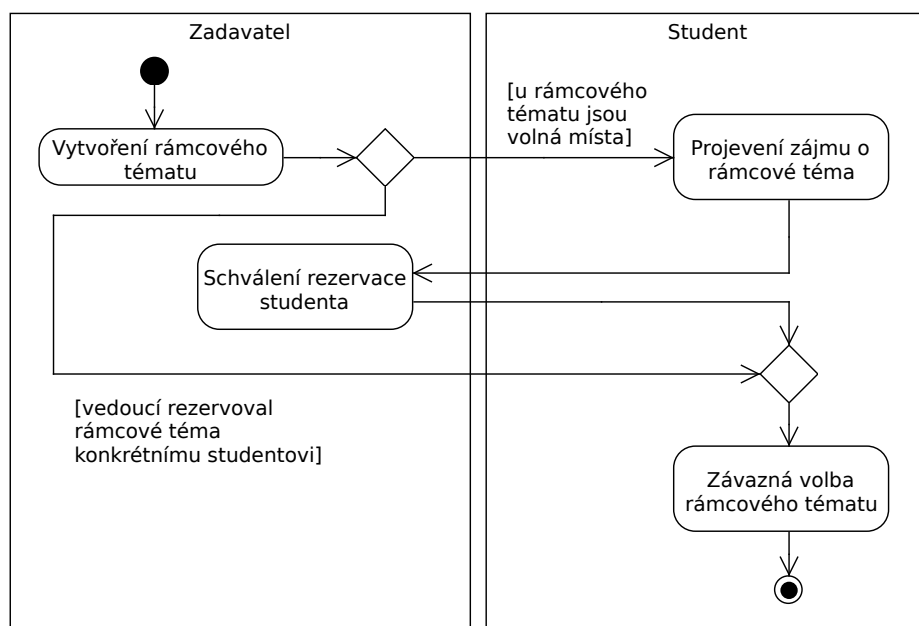 Zadavatel
Student
[u rámcového
tématu jsou
volná místa]
Vytvoření rámcového
tématu
Projevení zájmu o
rámcové téma
Schválení rezervace
studenta
[vedoucí rezervoval
rámcové téma
konkrétnímu studentovi]
Závazná volba
rámcového tématu